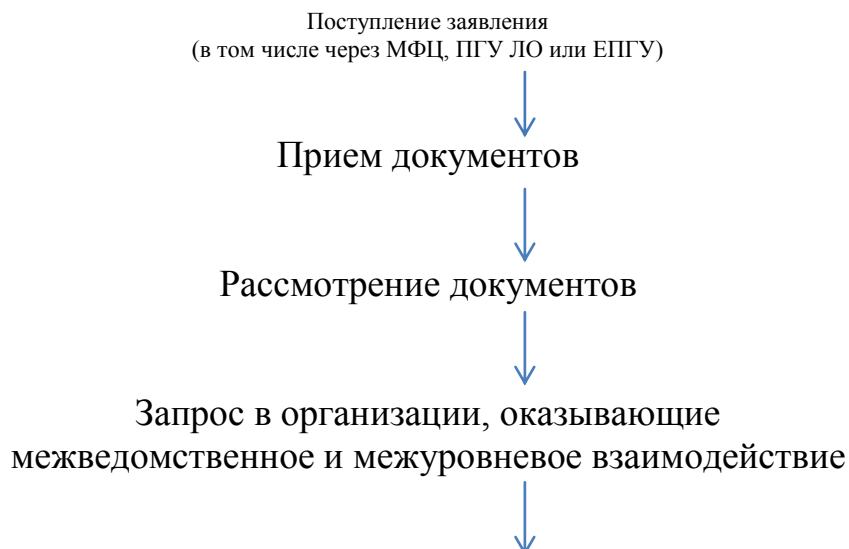 Поступление заявления
(в том числе через МФЦ, ПГУ ЛО или ЕПГУ)
Прием документов
Рассмотрение документов
Запрос в организации, оказывающие
межведомственное и межуровневое взаимодействие